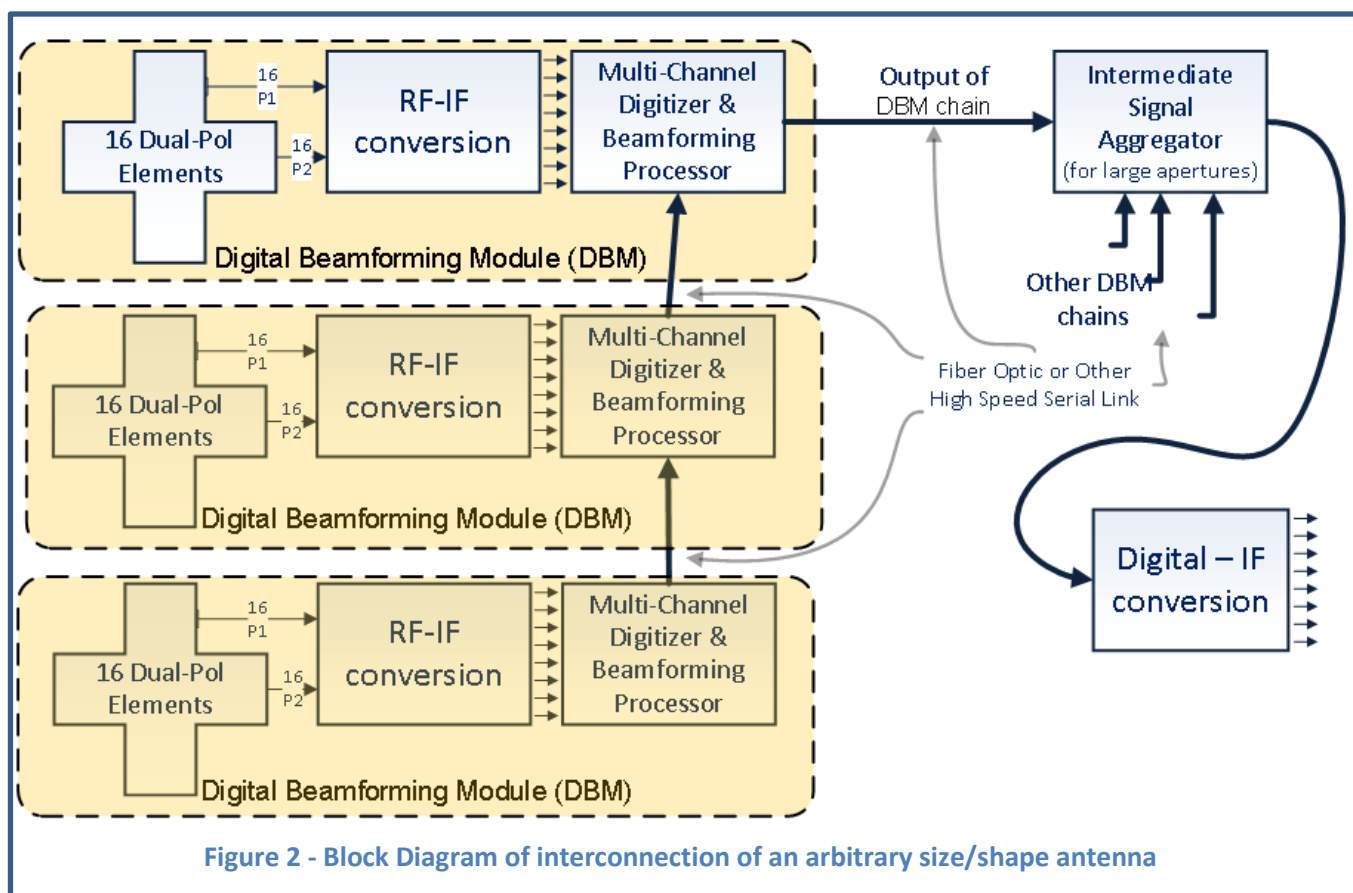 16
P1
16
P2
16 Dual-Pol
Elements
RF-IF
conversion
Multi-Channel
Digitizer &
Beamforming
Processor
Digital Beamforming Module (DBM)
Output of
DBM chain
Intermediate
Signal
Aggregator
(for large apertures)
Other DBM
chains
Fiber Optic or Other
High Speed Serial Link
16
P1
16
P2
16 Dual-Pol
Elements
RF-IF
conversion
Multi-Channel
Digitizer &
Beamforming
Processor
Digital Beamforming Module (DBM)
Digital – IF
conversion
16
P1
16
P2
16 Dual-Pol
Elements
RF-IF
conversion
Multi-Channel
Digitizer &
Beamforming
Processor
Digital Beamforming Module (DBM)
Figure 2 - Block Diagram of interconnection of an arbitrary size/shape antenna